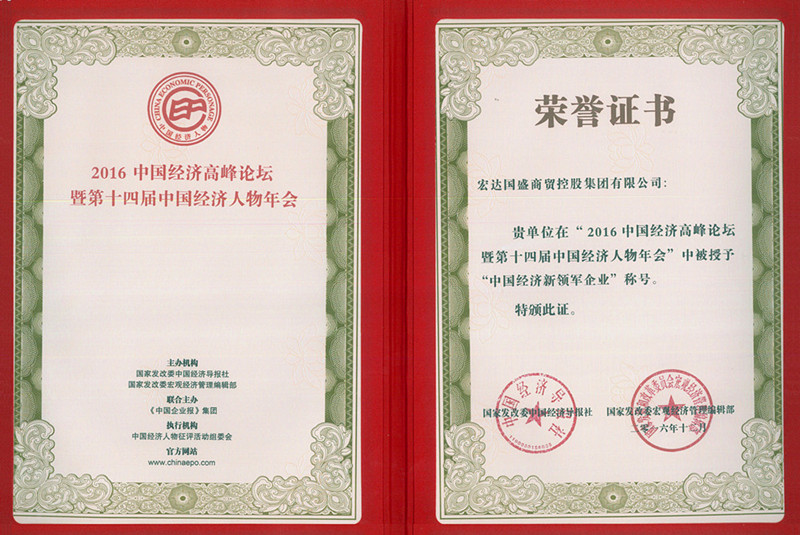 CHINA ECONOMIC PERSONAGE
中国经济人物
2016 中国经济高峰论坛
暨第十四届中国经济人物年会
主办机构
国家发改委中国经济导报社
国家发改委宏观经济管理编辑部
联合主办
《中国企业报》集团
执行机构
中国经济人物征评活动组委会
官方网站
www.chinaepo.com
荣誉证书
宏达国盛商贸控股集团有限公司:
贵单位在“2016 中国经济高峰论坛
暨第十四届中国经济人物年会”中被授予
“中国经济新领军企业”称号。
特颁此证。
中国经济导报社
国家发改委中国经济导报社
国家发改委宏观经济管理编辑部
二〇一六年十二月